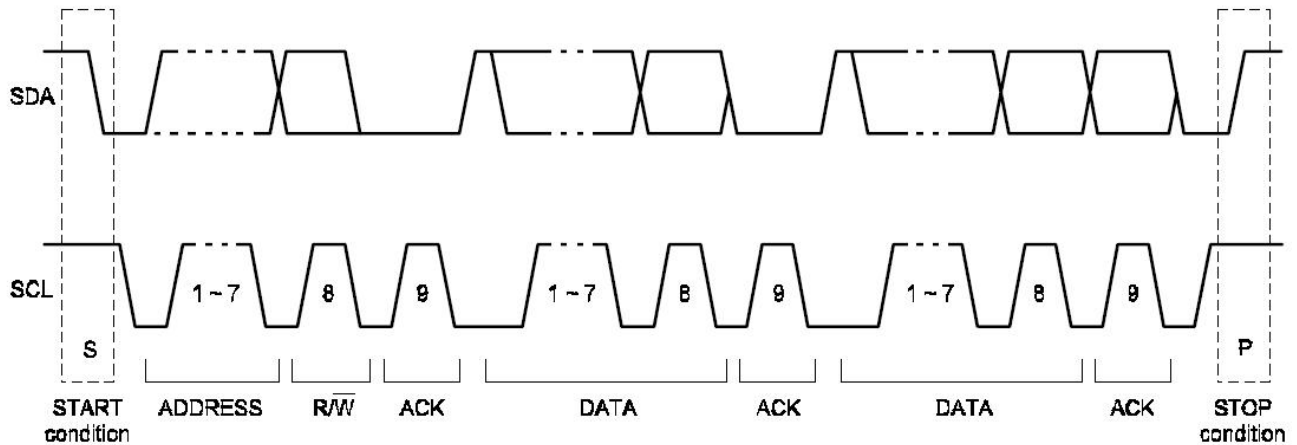 SDA
SCL
1 ~ 7 8 9 1 ~ 7 8 9 1 ~ 7 8 9
S P
START ADDRESS R/W̅ ACK DATA ACK DATA ACK STOP
condition condition